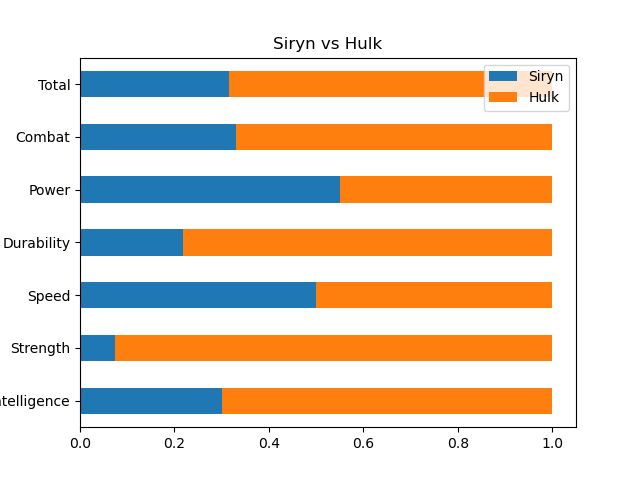 Siryn vs Hulk
Siryn
Hulk
Total
Combat
Power
Durability
Speed
Strength
ntelligence
0.0 0.2 0.4 0.6 0.8 1.0